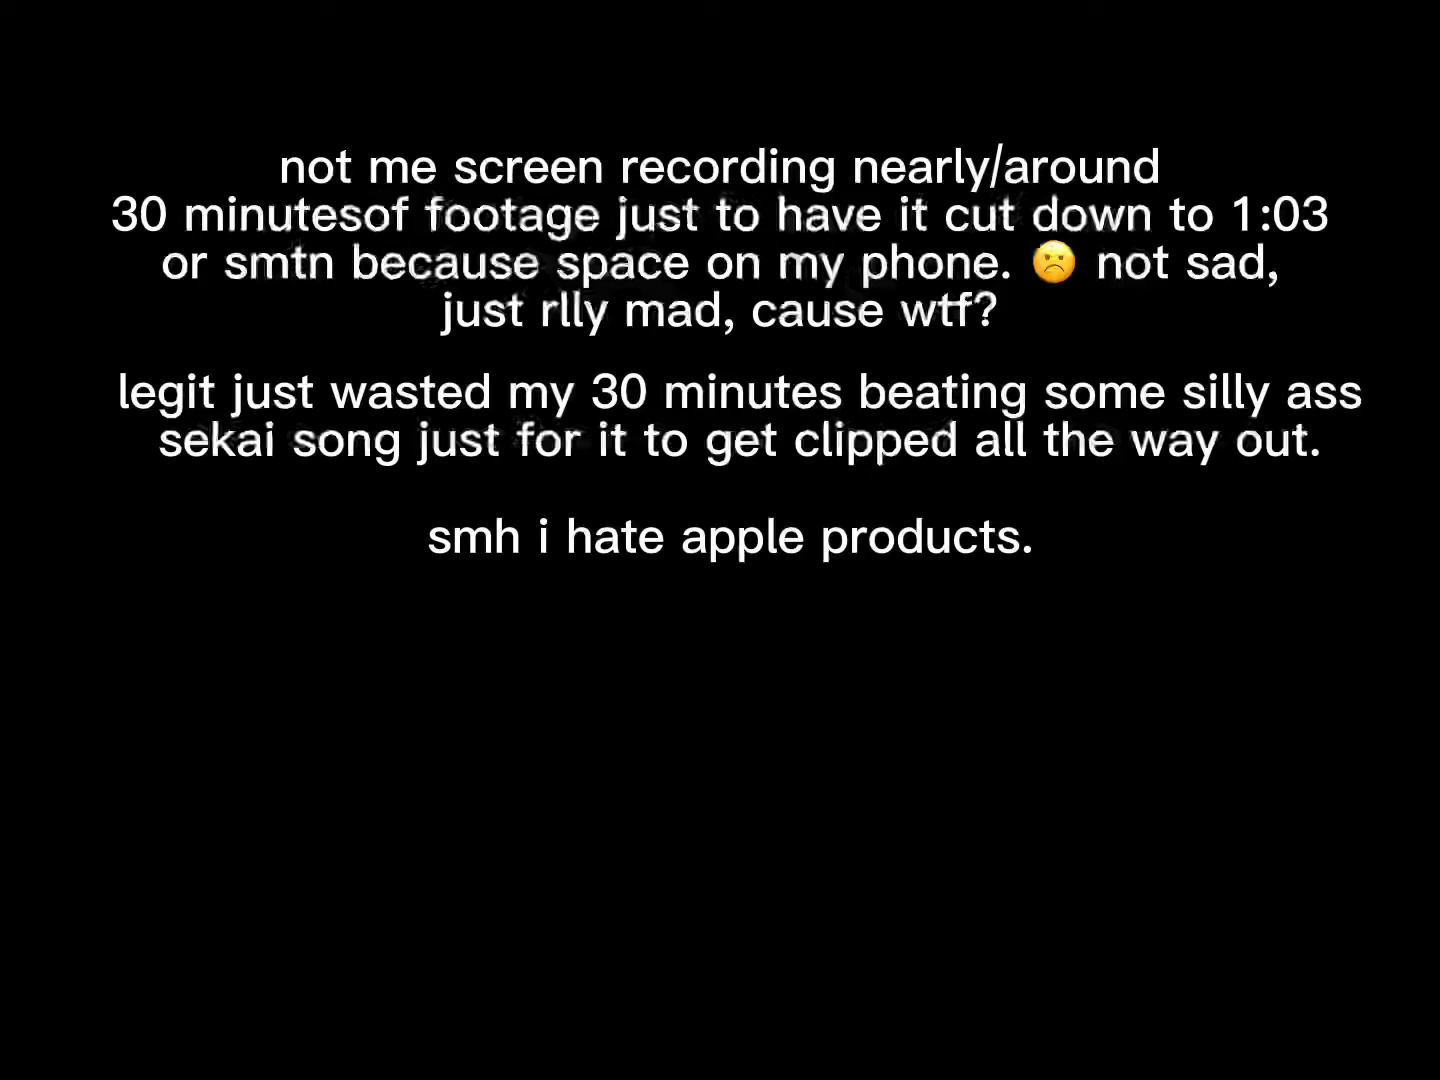 not me screen recording nearly/around
30 minutesof footage just to have it cut down to 1:03
or smtn because space on my phone. 😠 not sad,
just rlly mad, cause wtf?
legit just wasted my 30 minutes beating some silly ass
sekai song just for it to get clipped all the way out.
smh i hate apple products.